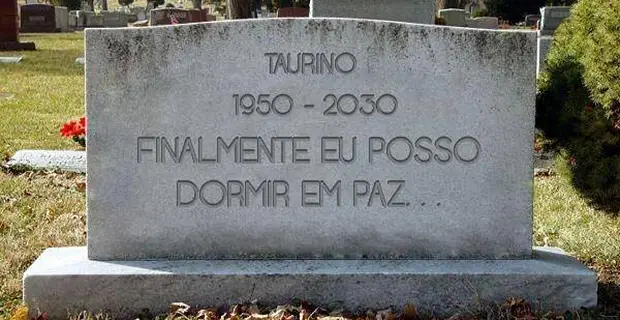 TAURINO
1950 - 2030
FINALMENTE EU POSSO
DORMIR EM PAZ...